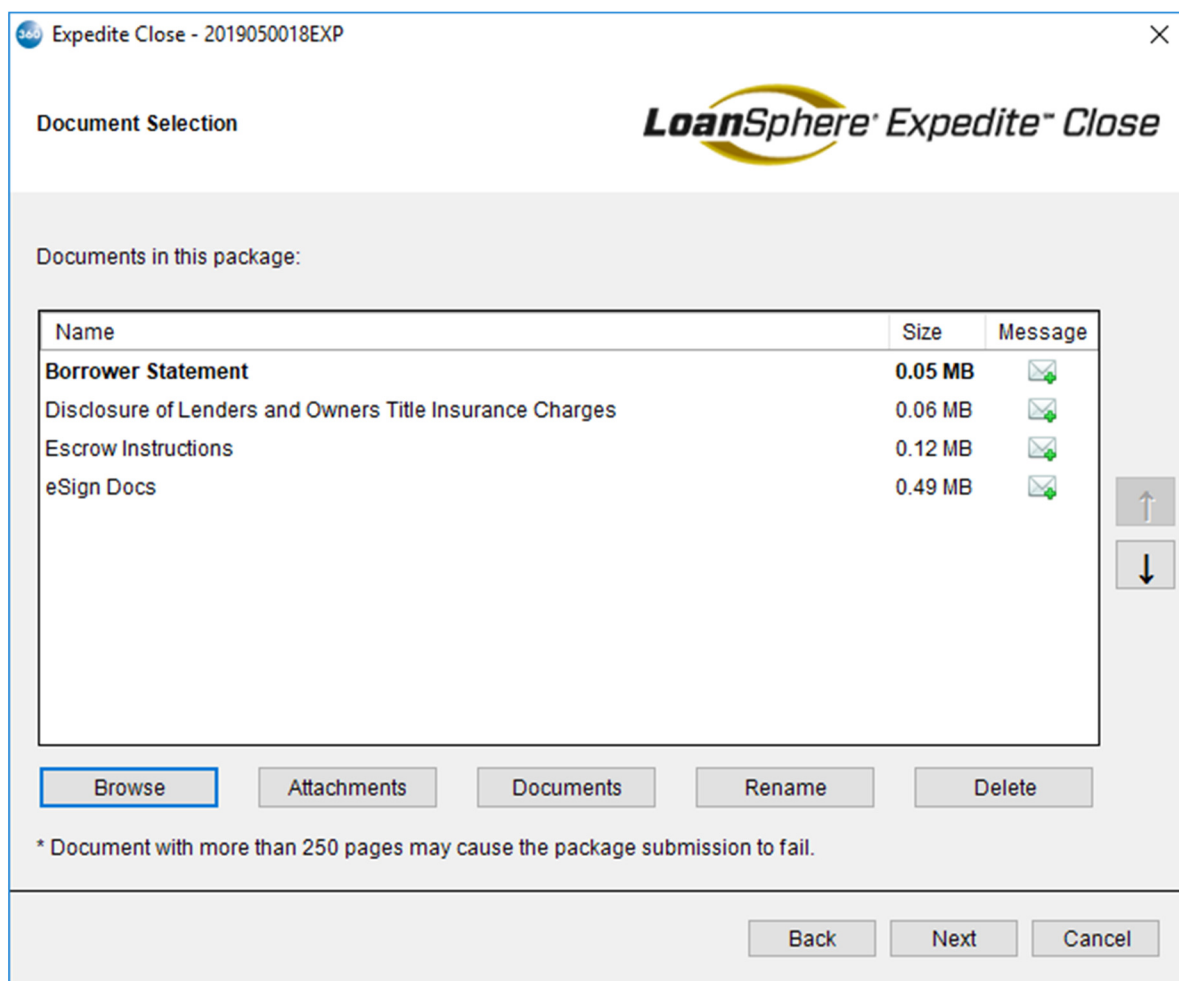 360 Expedite Close - 2019050018EXP
Document Selection
LoanSphere® Expedite™ Close
Documents in this package:
Name Size Message
Borrower Statement 0.05 MB
Disclosure of Lenders and Owners Title Insurance Charges 0.06 MB
Escrow Instructions 0.12 MB
eSign Docs 0.49 MB
Browse Attachments Documents Rename Delete
* Document with more than 250 pages may cause the package submission to fail.
Back Next Cancel